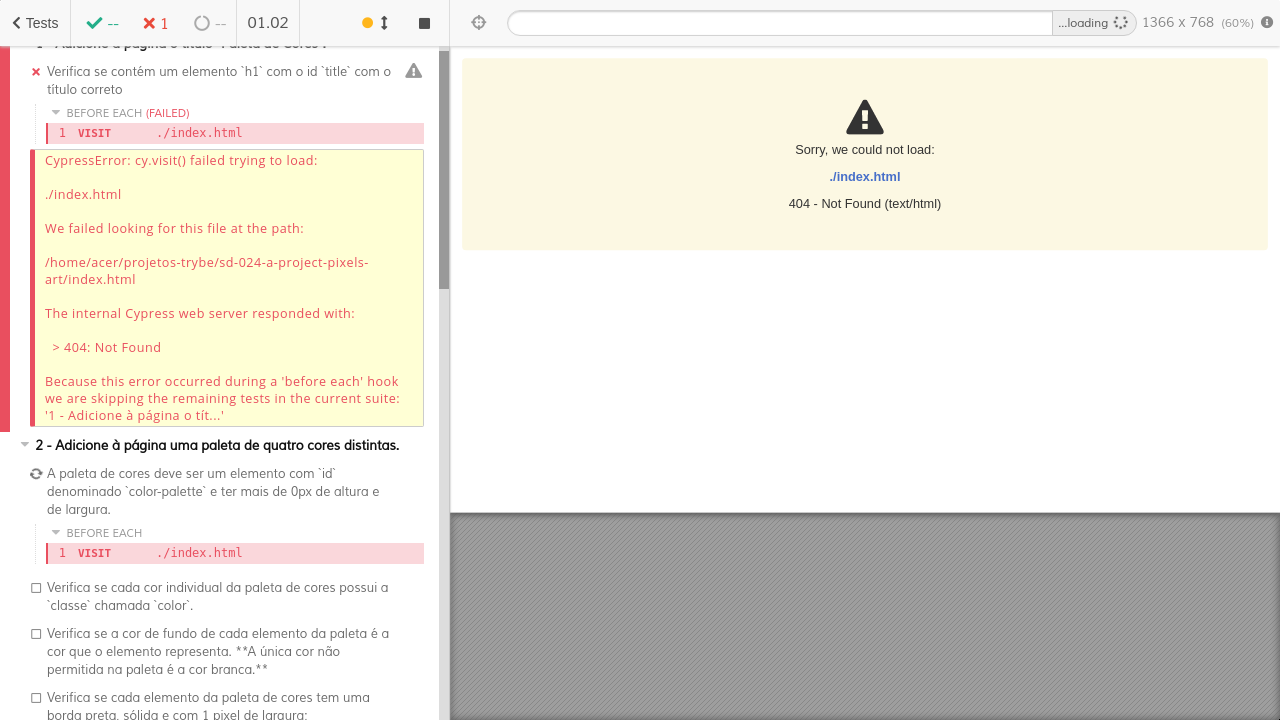 Tests
--
1
--
01.02
...loading
1366 x 768 (60%)
1 - Adicione à página o título "Paleta de Cores".
Verifica se contém um elemento `h1` com o id `title` com o
título correto
BEFORE EACH (FAILED)
1 VISIT ./index.html
CypressError: cy.visit() failed trying to load:
./index.html
We failed looking for this file at the path:
/home/acer/projetos-trybe/sd-024-a-project-pixels-
art/index.html
The internal Cypress web server responded with:
> 404: Not Found
Because this error occurred during a 'before each' hook
we are skipping the remaining tests in the current suite:
'1 - Adicione à página o tít...'
2 - Adicione à página uma paleta de quatro cores distintas.
A paleta de cores deve ser um elemento com `id`
denominado `color-palette` e ter mais de 0px de altura e
de largura.
BEFORE EACH
1 VISIT ./index.html
Verifica se cada cor individual da paleta de cores possui a
`classe` chamada `color`.
Verifica se a cor de fundo de cada elemento da paleta é a
cor que o elemento representa. **A única cor não
permitida na paleta é a cor branca.**
Verifica se cada elemento da paleta de cores tem uma
borda preta, sólida e com 1 pixel de largura;
Sorry, we could not load:
./index.html
404 - Not Found (text/html)